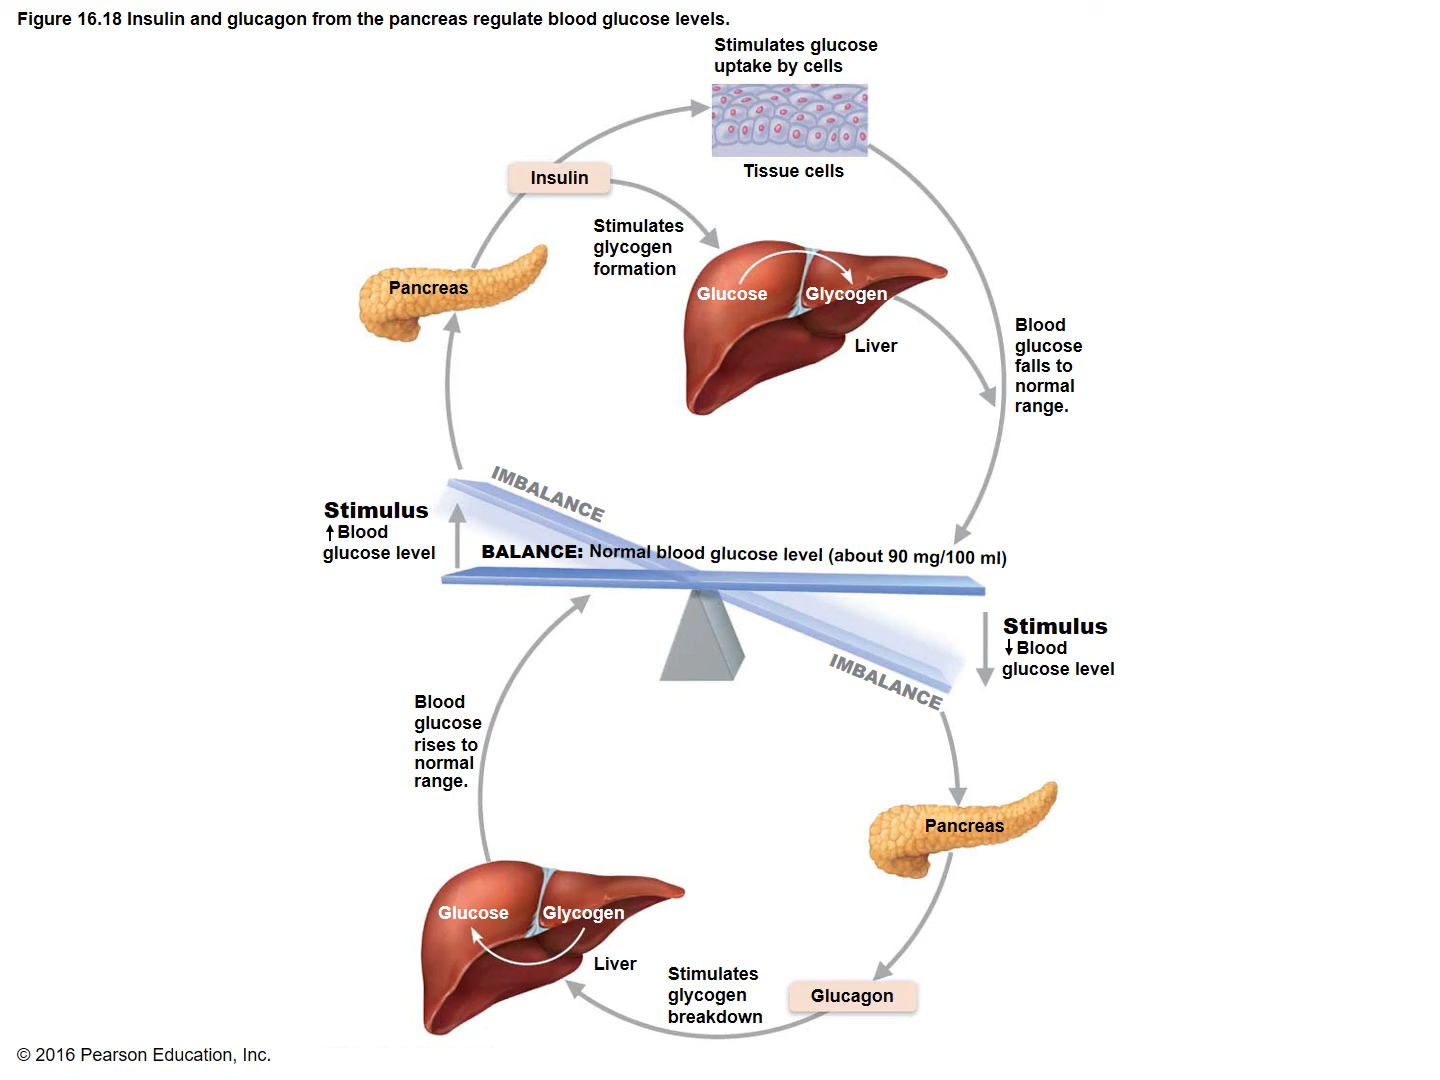 Figure 16.18 Insulin and glucagon from the pancreas regulate blood glucose levels.
Stimulates glucose
uptake by cells
Tissue cells
Insulin
Stimulates
glycogen
formation
Pancreas
Glucose
Glycogen
Liver
Blood
glucose
falls to
normal
range.
IMBALANCE
Stimulus
↑ Blood
glucose level
BALANCE: Normal blood glucose level (about 90 mg/100 ml)
Stimulus
↓ Blood
glucose level
IMBALANCE
Blood
glucose
rises to
normal
range.
Pancreas
Glucose
Glycogen
Liver
Stimulates
glycogen
breakdown
Glucagon
© 2016 Pearson Education, Inc.